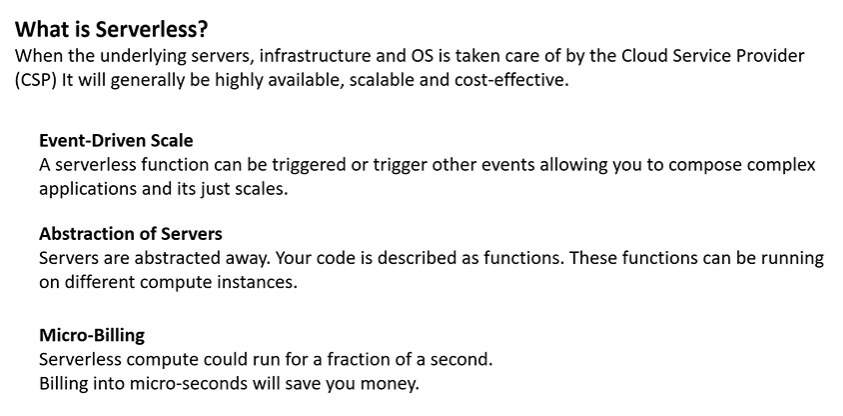 What is Serverless?
When the underlying servers, infrastructure and OS is taken care of by the Cloud Service Provider
(CSP) It will generally be highly available, scalable and cost-effective.
Event-Driven Scale
A serverless function can be triggered or trigger other events allowing you to compose complex
applications and its just scales.
Abstraction of Servers
Servers are abstracted away. Your code is described as functions. These functions can be running
on different compute instances.
Micro-Billing
Serverless compute could run for a fraction of a second.
Billing into micro-seconds will save you money.